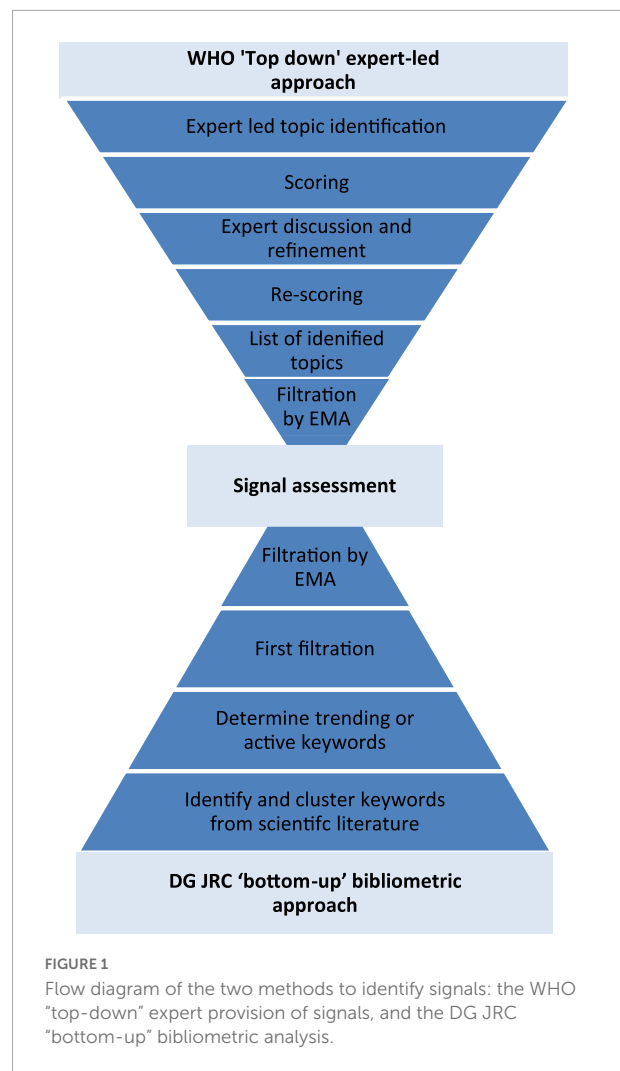 WHO 'Top down' expert-led
approach
Expert led topic identification
Scoring
Expert discussion and
refinement
Re-scoring
List of idenified
topics
Filtration
by EMA
Signal assessment
Filtration by
EMA
First filtration
Determine trending or
active keywords
Identify and cluster keywords
from scientifc literature
DG JRC ‘bottom-up’ bibliometric
approach
FIGURE 1
Flow diagram of the two methods to identify signals: the WHO
“top-down” expert provision of signals, and the DG JRC
“bottom-up” bibliometric analysis.